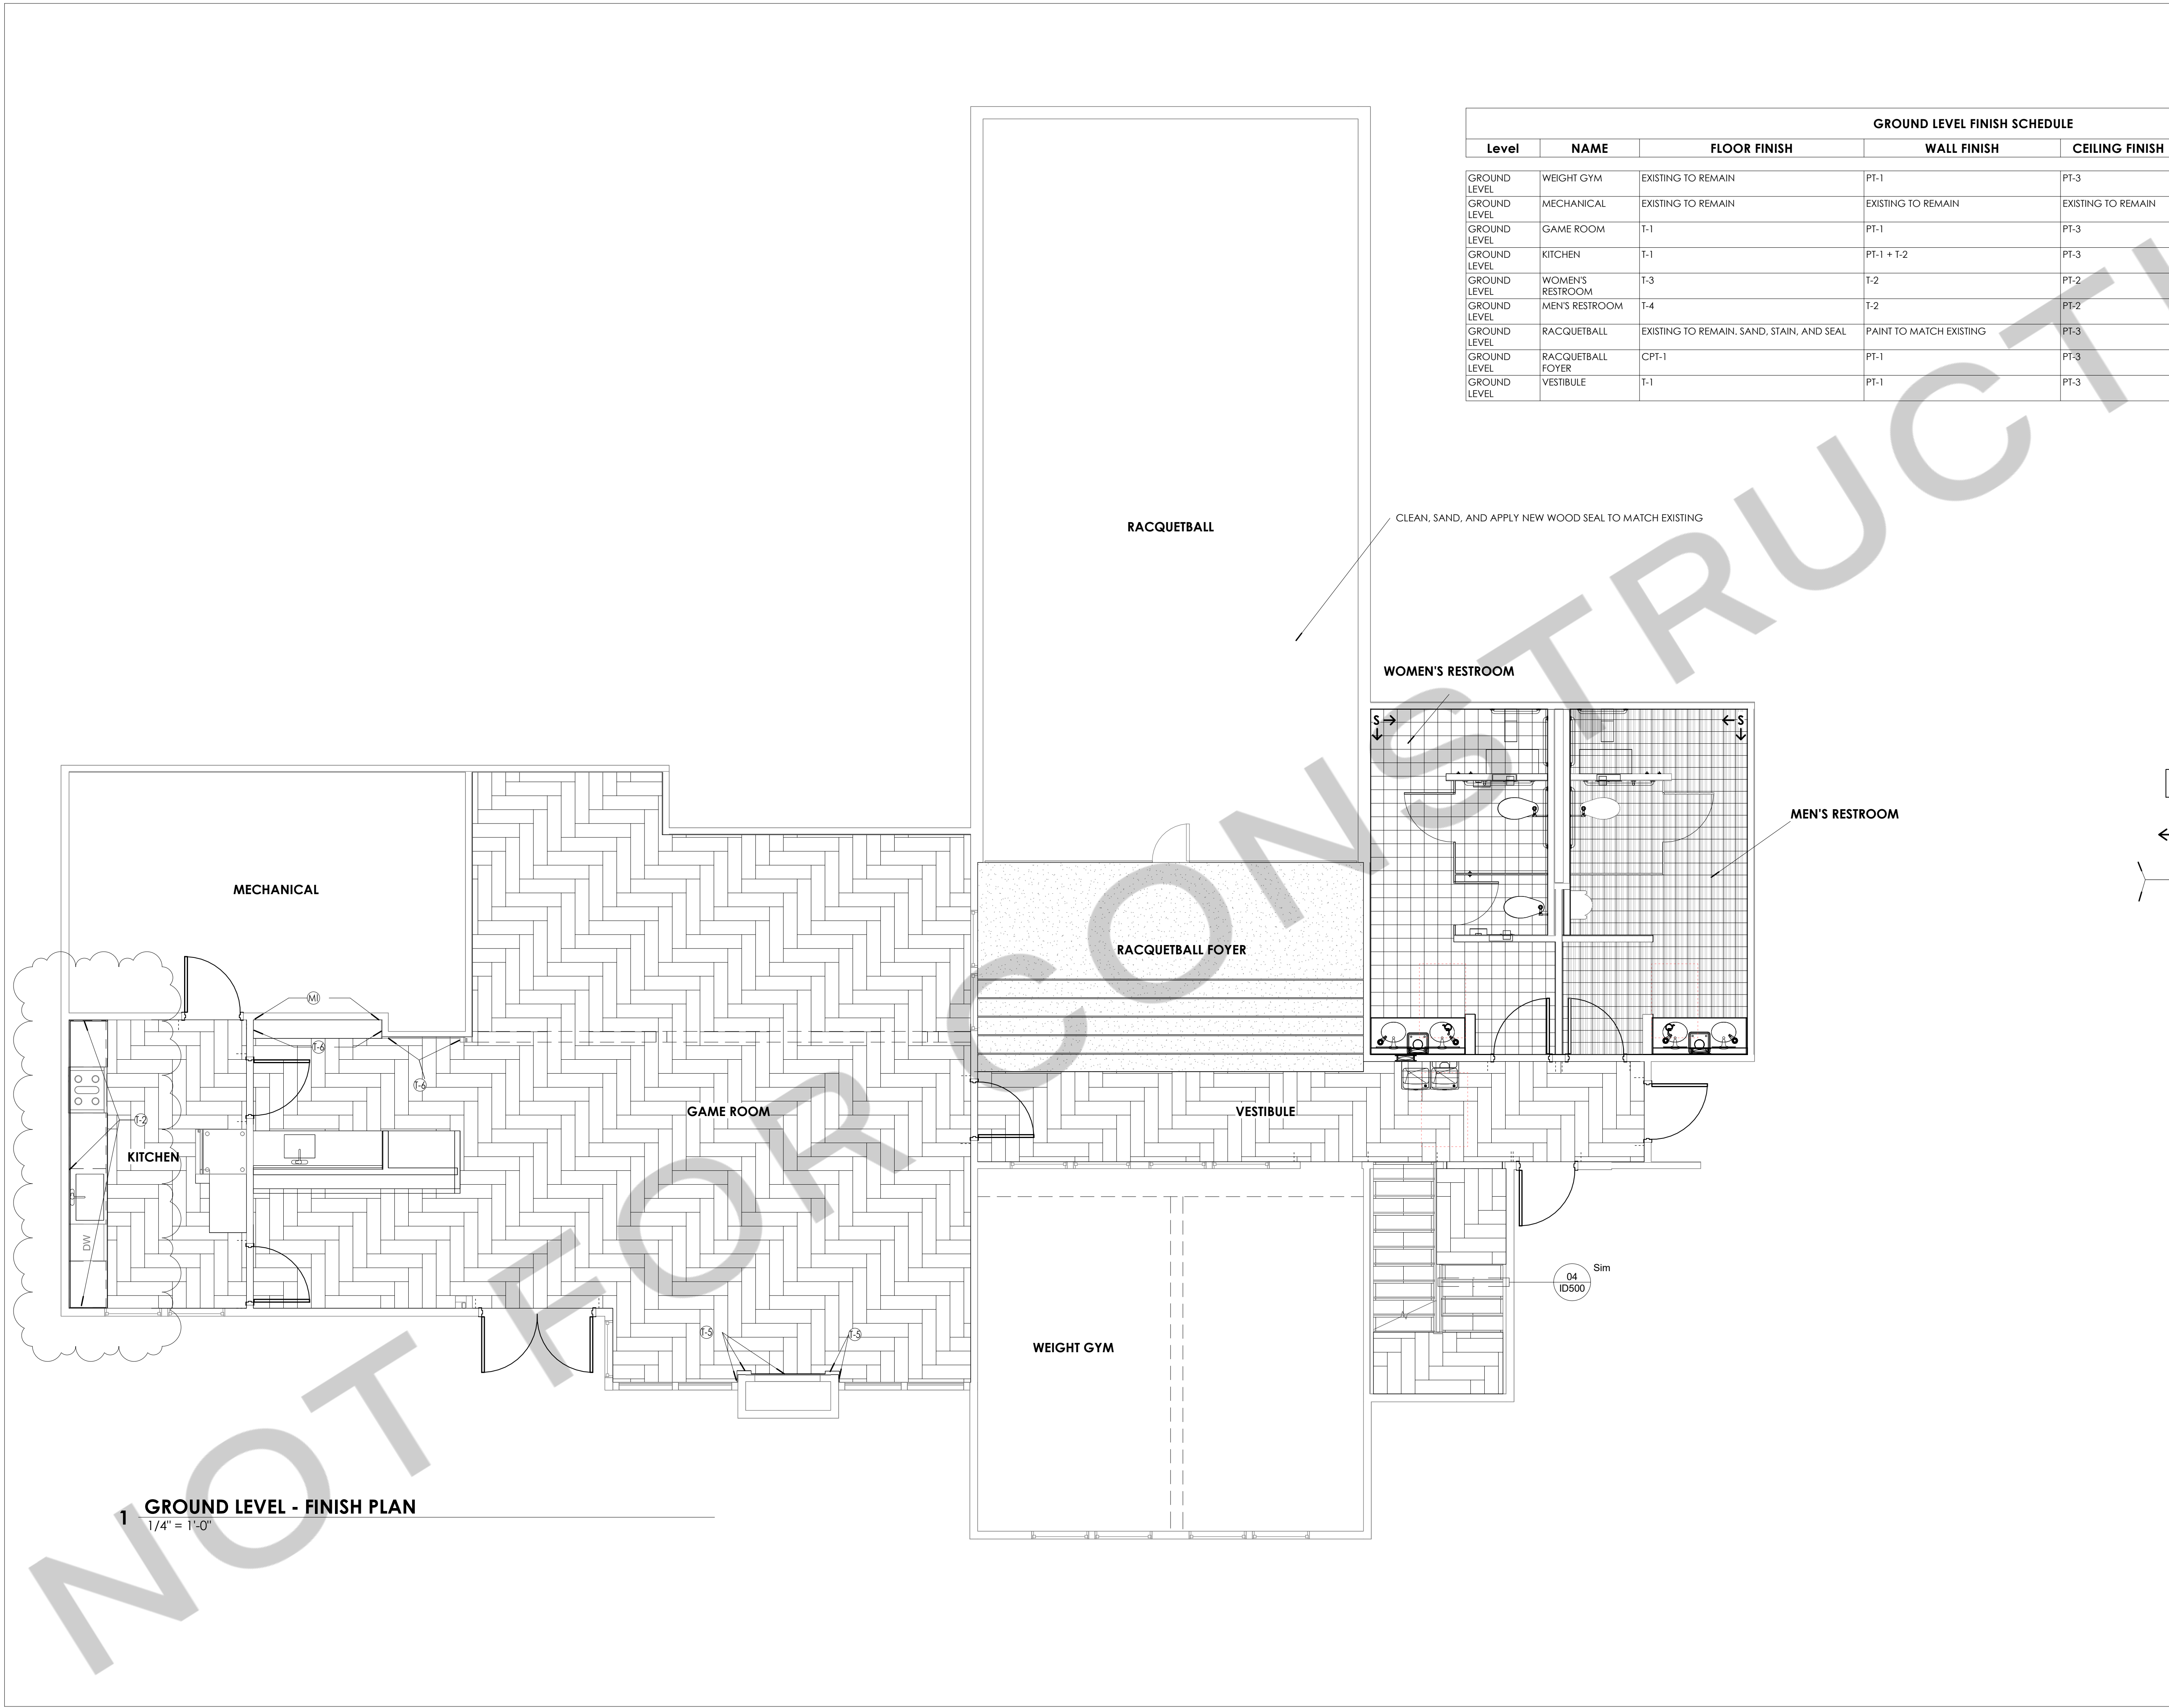 GROUND LEVEL FINISH SCHEDULE
Level NAME FLOOR FINISH WALL FINISH CEILING FINISH
GROUND LEVEL WEIGHT GYM EXISTING TO REMAIN PT-1 PT-3
GROUND LEVEL MECHANICAL EXISTING TO REMAIN EXISTING TO REMAIN EXISTING TO REMAIN
GROUND LEVEL GAME ROOM T-1 PT-1 PT-3
GROUND LEVEL KITCHEN T-1 PT-1 + T-2 PT-3
GROUND LEVEL WOMEN'S RESTROOM T-3 T-2 PT-2
GROUND LEVEL MEN'S RESTROOM T-4 T-2 PT-2
GROUND LEVEL RACQUETBALL EXISTING TO REMAIN. SAND, STAIN, AND SEAL PAINT TO MATCH EXISTING PT-3
GROUND LEVEL RACQUETBALL FOYER CPT-1 PT-1 PT-3
GROUND LEVEL VESTIBULE T-1 PT-1 PT-3
CLEAN, SAND, AND APPLY NEW WOOD SEAL TO MATCH EXISTING
RACQUETBALL
WOMEN'S RESTROOM
S
S
MEN'S RESTROOM
MECHANICAL
RACQUETBALL FOYER
MI
T-6
T-6
T-2
GAME ROOM
VESTIBULE
KITCHEN
DW
04
ID500
Sim
T-5
T-5
WEIGHT GYM
1 GROUND LEVEL - FINISH PLAN
1/4" = 1'-0"
NOT FOR CONSTRUCTI